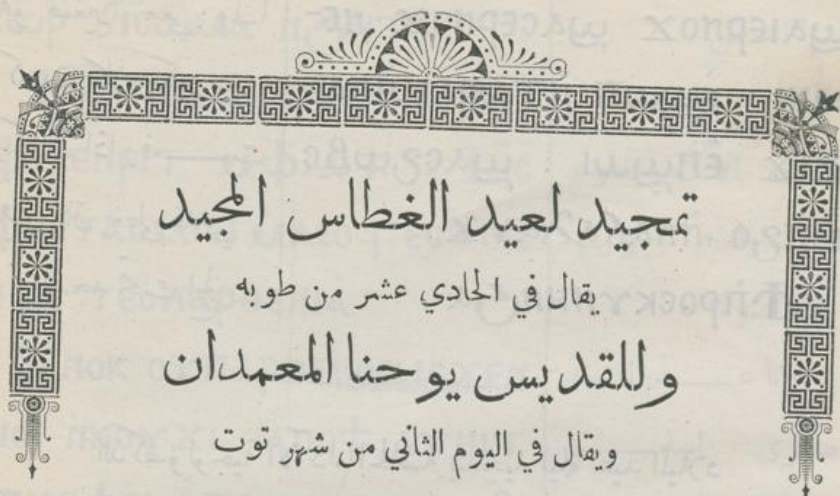 تمجيد لعيد الغطاس المجيد
يقال في الحادي عشر من طوبه
وللقديس يوحنا المعمدان
ويقال في اليوم الثاني من شهر توت